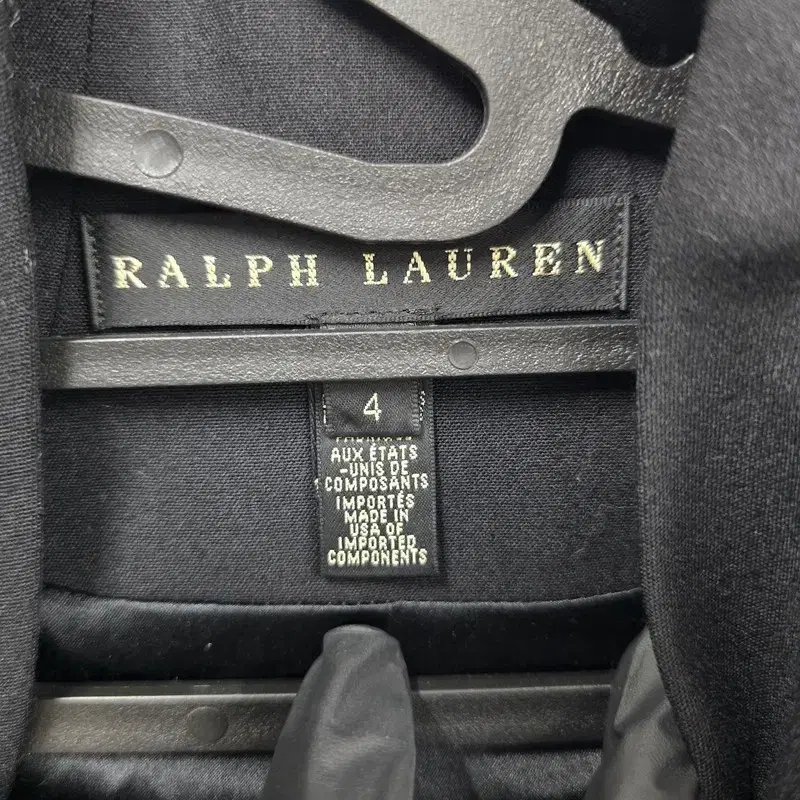 RALPH LAUREN
4
AUX ÉTATS
-UNIS DE
COMPOSANTS
IMPORTÉS
MADE IN
USA OF
IMPORTED
COMPONENTS